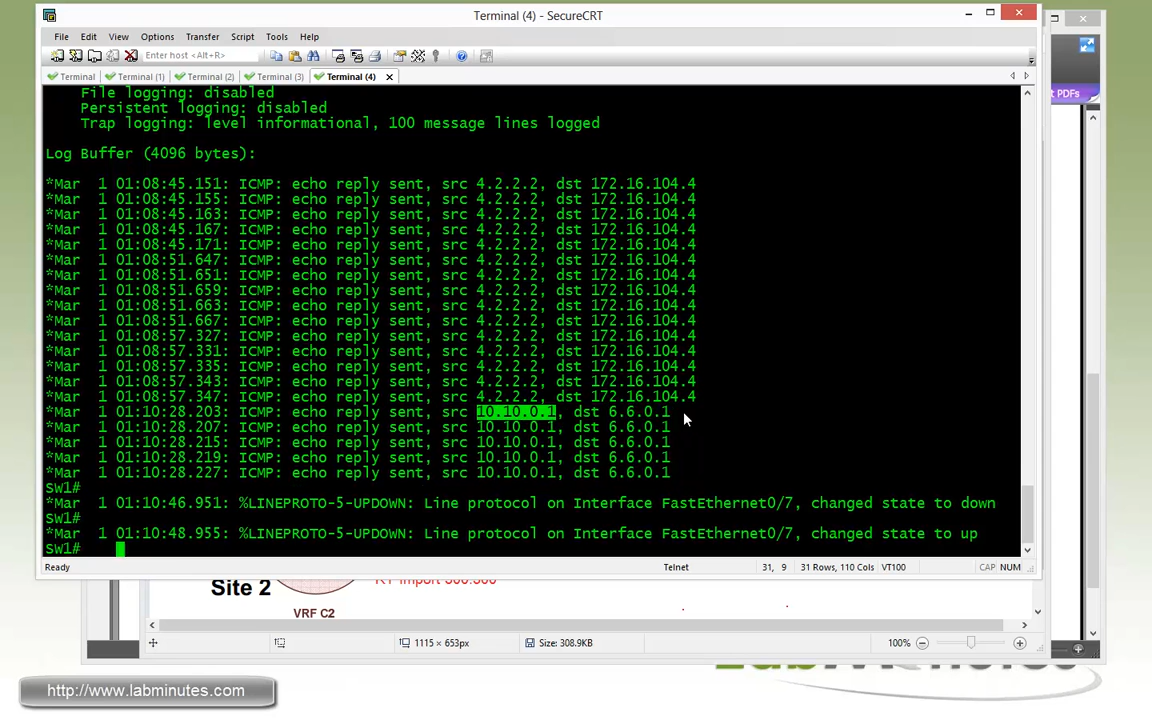 Terminal (4) - SecureCRT
File Edit View Options Transfer Script Tools Help
Enter host <Alt+R>
Terminal Terminal (1) Terminal (2) Terminal (3) Terminal (4)
t PDFs
File logging: disabled
Persistent logging: disabled
Trap logging: level informational, 100 message lines logged
Log Buffer (4096 bytes):
*Mar  1 01:08:45.151: ICMP: echo reply sent, src 4.2.2.2, dst 172.16.104.4
*Mar  1 01:08:45.155: ICMP: echo reply sent, src 4.2.2.2, dst 172.16.104.4
*Mar  1 01:08:45.163: ICMP: echo reply sent, src 4.2.2.2, dst 172.16.104.4
*Mar  1 01:08:45.167: ICMP: echo reply sent, src 4.2.2.2, dst 172.16.104.4
*Mar  1 01:08:45.171: ICMP: echo reply sent, src 4.2.2.2, dst 172.16.104.4
*Mar  1 01:08:51.647: ICMP: echo reply sent, src 4.2.2.2, dst 172.16.104.4
*Mar  1 01:08:51.651: ICMP: echo reply sent, src 4.2.2.2, dst 172.16.104.4
*Mar  1 01:08:51.659: ICMP: echo reply sent, src 4.2.2.2, dst 172.16.104.4
*Mar  1 01:08:51.663: ICMP: echo reply sent, src 4.2.2.2, dst 172.16.104.4
*Mar  1 01:08:51.667: ICMP: echo reply sent, src 4.2.2.2, dst 172.16.104.4
*Mar  1 01:08:57.327: ICMP: echo reply sent, src 4.2.2.2, dst 172.16.104.4
*Mar  1 01:08:57.331: ICMP: echo reply sent, src 4.2.2.2, dst 172.16.104.4
*Mar  1 01:08:57.335: ICMP: echo reply sent, src 4.2.2.2, dst 172.16.104.4
*Mar  1 01:08:57.343: ICMP: echo reply sent, src 4.2.2.2, dst 172.16.104.4
*Mar  1 01:08:57.347: ICMP: echo reply sent, src 4.2.2.2, dst 172.16.104.4
*Mar  1 01:10:28.203: ICMP: echo reply sent, src 10.10.0.1, dst 6.6.0.1
*Mar  1 01:10:28.207: ICMP: echo reply sent, src 10.10.0.1, dst 6.6.0.1
*Mar  1 01:10:28.215: ICMP: echo reply sent, src 10.10.0.1, dst 6.6.0.1
*Mar  1 01:10:28.219: ICMP: echo reply sent, src 10.10.0.1, dst 6.6.0.1
*Mar  1 01:10:28.227: ICMP: echo reply sent, src 10.10.0.1, dst 6.6.0.1
SW1#
*Mar  1 01:10:46.951: %LINEPROTO-5-UPDOWN: Line protocol on Interface FastEthernet0/7, changed state to down
SW1#
*Mar  1 01:10:48.955: %LINEPROTO-5-UPDOWN: Line protocol on Interface FastEthernet0/7, changed state to up
SW1#
Ready Telnet 31, 9 31 Rows, 110 Cols VT100 CAP NUM
Site 2
VRF C2
1115 × 653px Size: 308.9KB 100%
http://www.labminutes.com